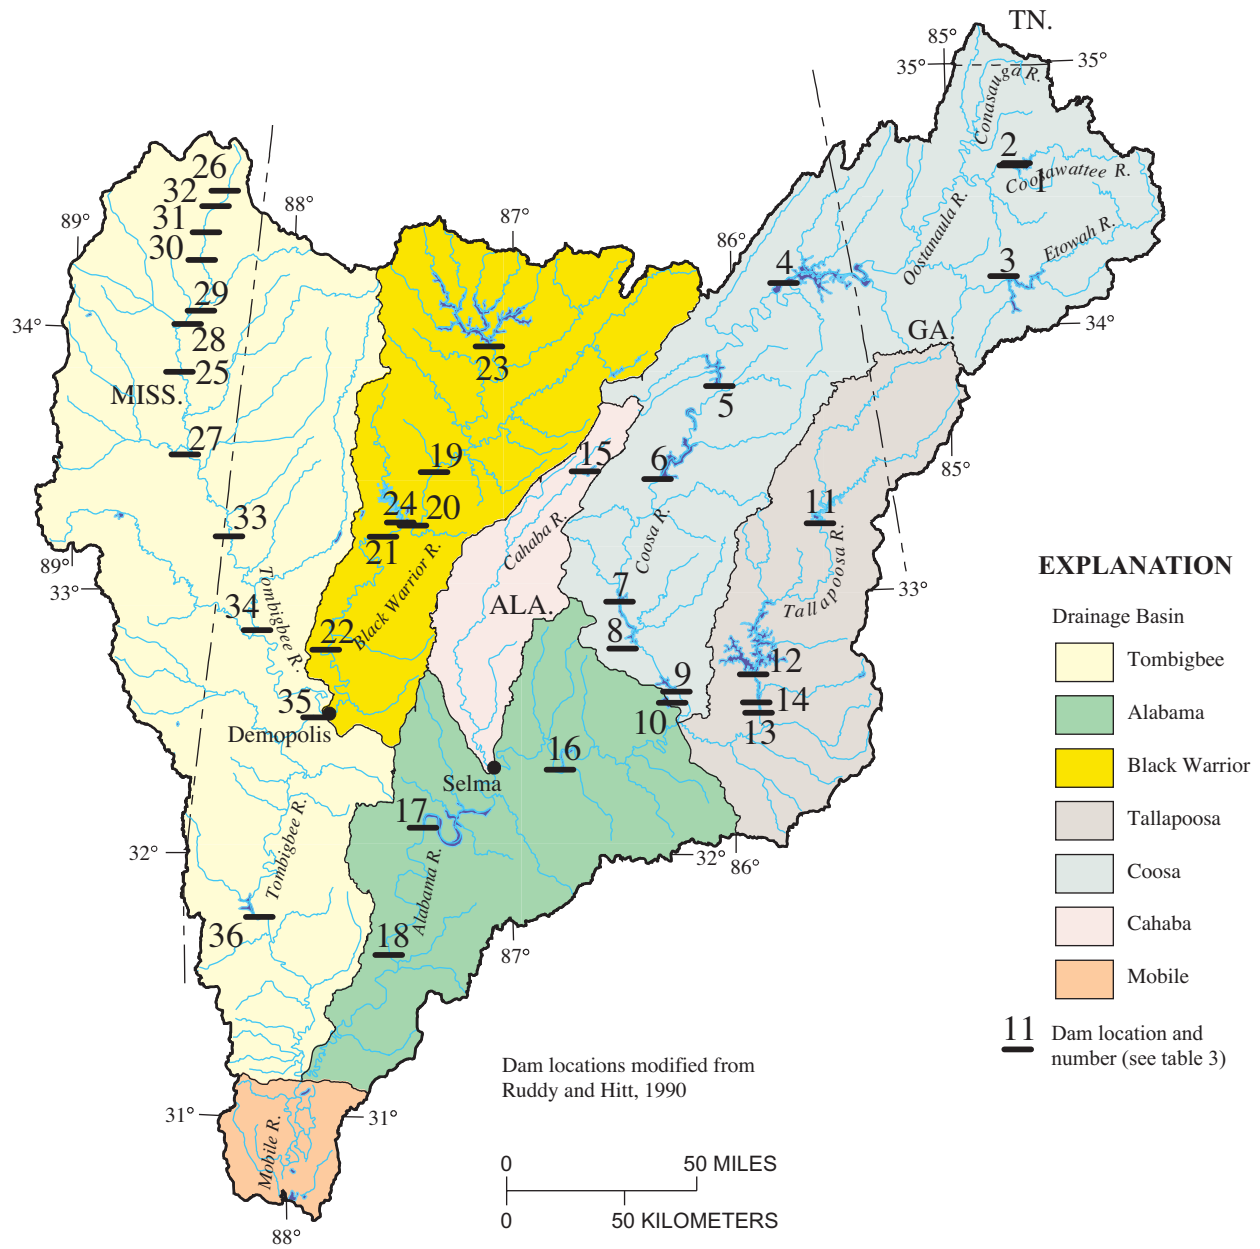 TN.
85°
35°
35°
Conasauga R.
2
1
Coosawattee R.
26
32
31
30
89°
88°
87°
86°
Oostanaula R.
Etowah R.
4
3
29
34°
28
34°
GA.
23
25
MISS.
5
27
19
15
6
85°
11
24
20
33
21
Cahaba R.
Coosa R.
Tallapoosa R.
89°
33°
33°
Tombigbee R.
Black Warrior R.
ALA.
7
34
22
8
12
9
35
10
14
13
Demopolis
16
Selma
17
32°
32°
86°
Tombigbee R.
Alabama R.
36
18
87°
31°
31°
Mobile R.
88°
EXPLANATION
Drainage Basin
Tombigbee
Alabama
Black Warrior
Tallapoosa
Coosa
Cahaba
Mobile
11
Dam location and
number (see table 3)
Dam locations modified from
Ruddy and Hitt, 1990
0
50 MILES
0
50 KILOMETERS